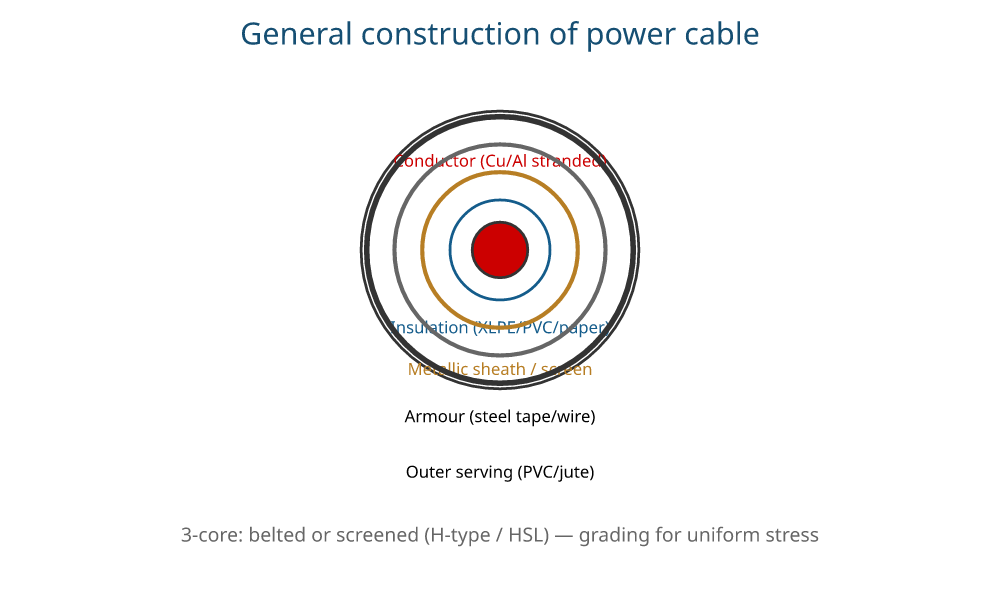 General construction of power cable
Conductor (Cu/Al stranded)
Insulation (XLPE/PVC/paper)
Metallic sheath / screen
Armour (steel tape/wire)
Outer serving (PVC/jute)
3-core: belted or screened (H-type / HSL) — grading for uniform stress